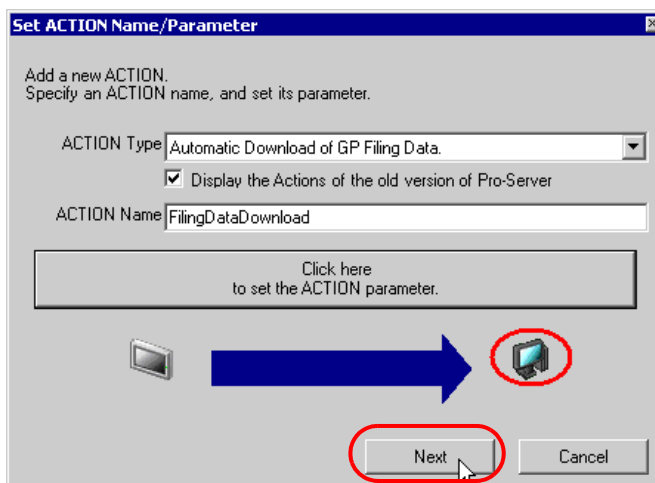 Set ACTION Name/Parameter
Add a new ACTION.
Specify an ACTION name, and set its parameter.
ACTION Type Automatic Download of GP Filing Data.
Display the Actions of the old version of Pro-Server
ACTION Name FilingDataDownload
Click here
to set the ACTION parameter.
Next Cancel